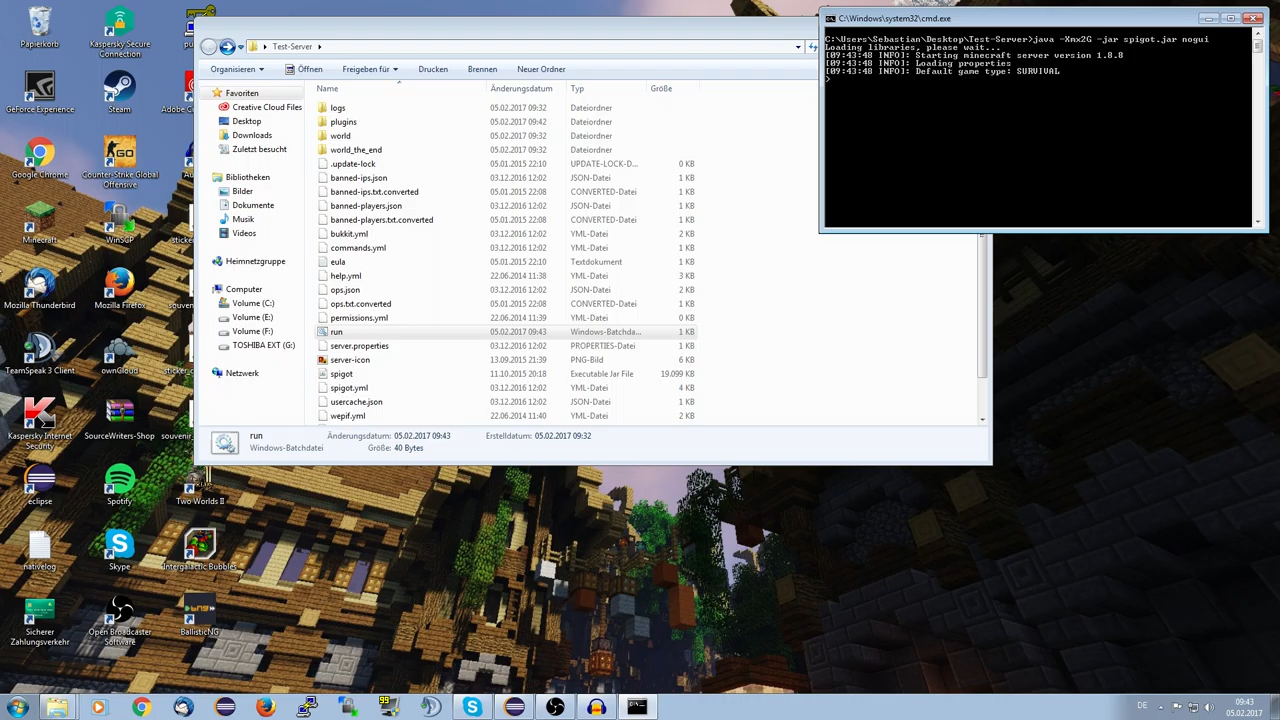 Papierkorb
Kaspersky Secure
Connection
pu
GeForce Experience
Steam
Adobe C
Co
Google Chrome
Counter-Strike Global
Offensive
Minecraft
WinSCP
sticker_
Mozilla Thunderbird
Mozilla Firefox
souven
TeamSpeak 3 Client
ownCloud
sticker
Kaspersky Internet
Security
SourceWriters-Shop
souvenir_
eclipse
Spotify
Two Worlds II
nativelog
Skype
Intergalactic Bubbles
Sicherer
Zahlungsverkehr
Open Broadcaster
Software
BallisticNG
Test-Server
Organisieren
Öffnen
Freigeben für
Drucken
Brennen
Neuer Ordner
Favoriten
Creative Cloud Files
Desktop
Downloads
Zuletzt besucht
Bibliotheken
Bilder
Dokumente
Musik
Videos
Heimnetzgruppe
Computer
Volume (C:)
Volume (E:)
Volume (F:)
TOSHIBA EXT (G:)
Netzwerk
Name Änderungsdatum Typ Größe
logs 05.02.2017 09:32 Dateiordner
plugins 05.02.2017 09:42 Dateiordner
world 05.02.2017 09:32 Dateiordner
world_the_end 05.02.2017 09:32 Dateiordner
.update-lock 05.01.2015 22:10 UPDATE-LOCK-D... 0 KB
banned-ips.json 03.12.2016 12:02 JSON-Datei 1 KB
banned-ips.txt.converted 05.01.2015 22:08 CONVERTED-Datei 1 KB
banned-players.json 03.12.2016 12:02 JSON-Datei 1 KB
banned-players.txt.converted 05.01.2015 22:08 CONVERTED-Datei 1 KB
bukkit.yml 03.12.2016 12:02 YML-Datei 2 KB
commands.yml 03.12.2016 12:02 YML-Datei 1 KB
eula 05.01.2015 22:10 Textdokument 1 KB
help.yml 22.06.2014 11:38 YML-Datei 3 KB
ops.json 03.12.2016 12:02 JSON-Datei 2 KB
ops.txt.converted 05.01.2015 22:08 CONVERTED-Datei 1 KB
permissions.yml 22.06.2014 11:39 YML-Datei 0 KB
run 05.02.2017 09:43 Windows-Batchda... 1 KB
server.properties 03.12.2016 12:02 PROPERTIES-Datei 1 KB
server-icon 13.09.2015 21:39 PNG-Bild 6 KB
spigot 11.10.2015 20:18 Executable Jar File 19.099 KB
spigot.yml 03.12.2016 12:02 YML-Datei 4 KB
usercache.json 03.12.2016 12:02 JSON-Datei 1 KB
wepif.yml 22.06.2014 11:40 YML-Datei 2 KB
run Änderungsdatum: 05.02.2017 09:43 Erstelldatum: 05.02.2017 09:32
Windows-Batchdatei Größe: 40 Bytes
C:\Windows\system32\cmd.exe
C:\Users\Sebastian\Desktop\Test-Server>java -Xmx2G -jar spigot.jar nogui
Loading libraries, please wait...
[09:43:48 INFO]: Starting minecraft server version 1.8.8
[09:43:48 INFO]: Loading properties
[09:43:48 INFO]: Default game type: SURVIVAL
>
99
DE
09:43
05.02.2017